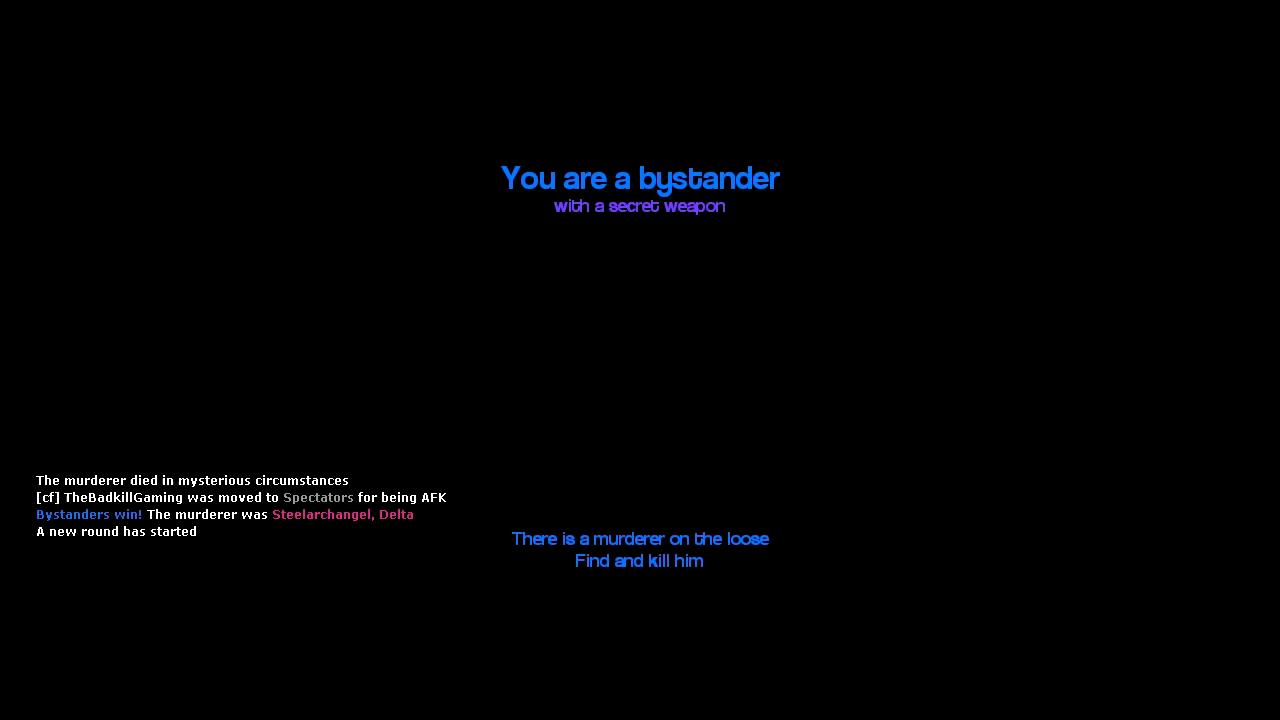 You are a bystander
with a secret weapon
The murderer died in mysterious circumstances
[cf] TheBadkillGaming was moved to Spectators for being AFK
Bystanders win! The murderer was Steelarchangel, Delta
A new round has started
There is a murderer on the loose
Find and kill him